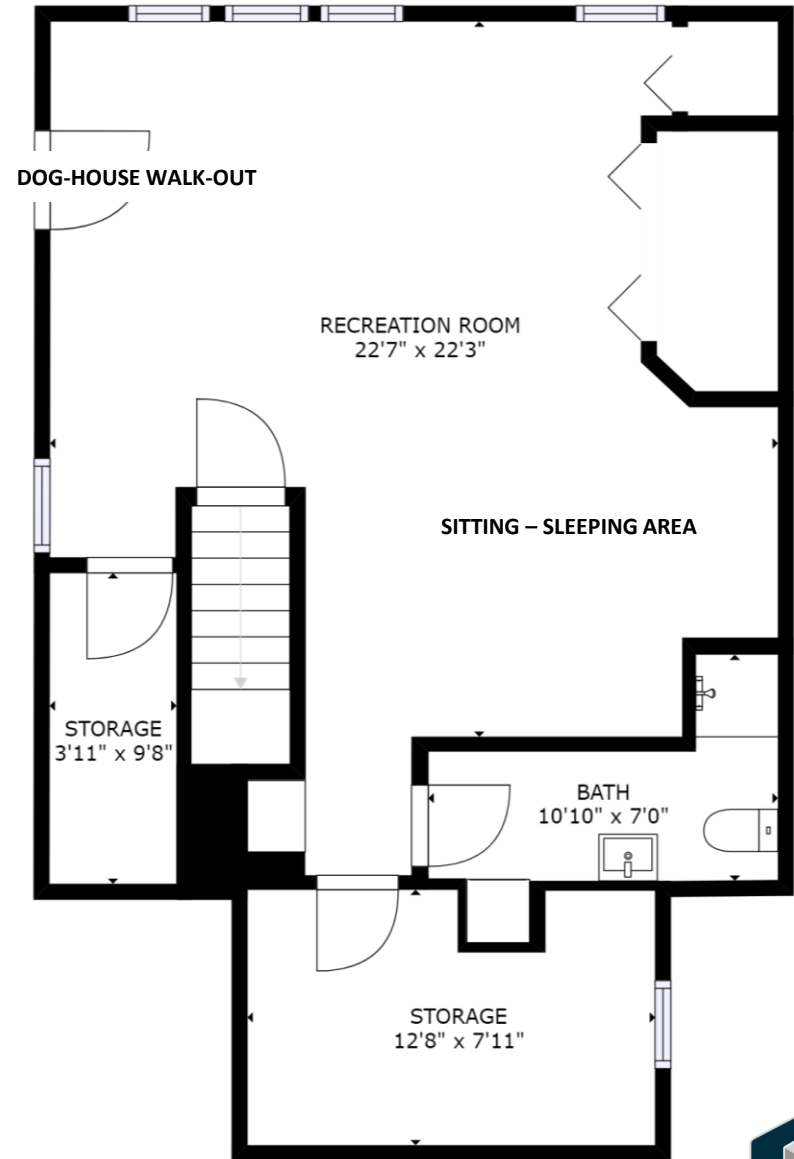 DOG-HOUSE WALK-OUT
RECREATION ROOM
22'7" x 22'3"
SITTING – SLEEPING AREA
STORAGE
3'11" x 9'8"
BATH
10'10" x 7'0"
STORAGE
12'8" x 7'11"